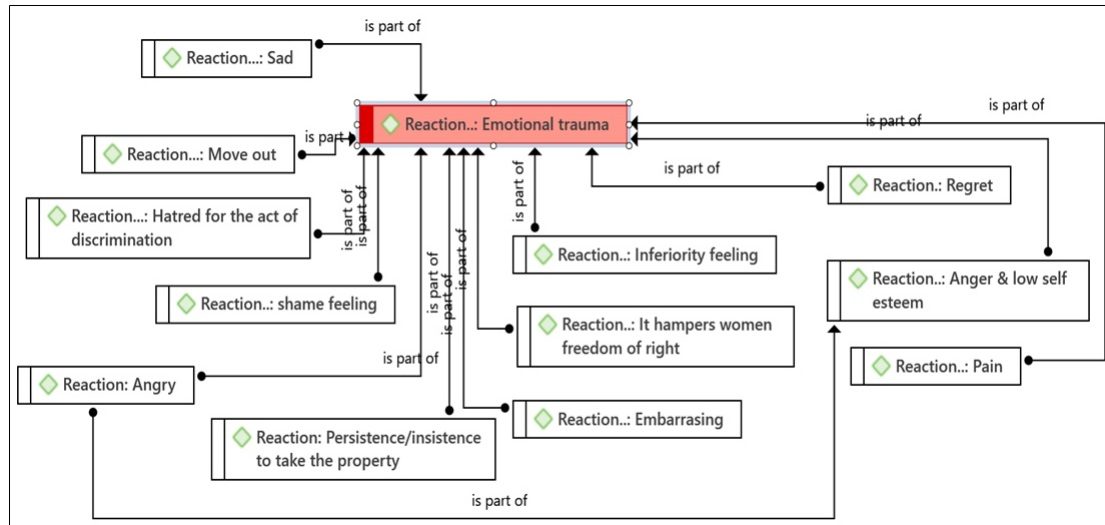 is part of
Reaction...: Sad
is part of
Reaction..: Emotional trauma
is part of
is part
Reaction...: Move out
is part of
Reaction.: Regret
is part of
Reaction...: Hatred for the act of
discrimination
is part of
is part of
Reaction..: Inferiority feeling
is part of
is part of
is part of
Reaction..: shame feeling
Reaction..: Anger & low self
esteem
Reaction..: It hampers women
freedom of right
is part of
Reaction..: Pain
Reaction: Angry
Reaction..: Embarrasing
Reaction: Persistence/insistence
to take the property
is part of